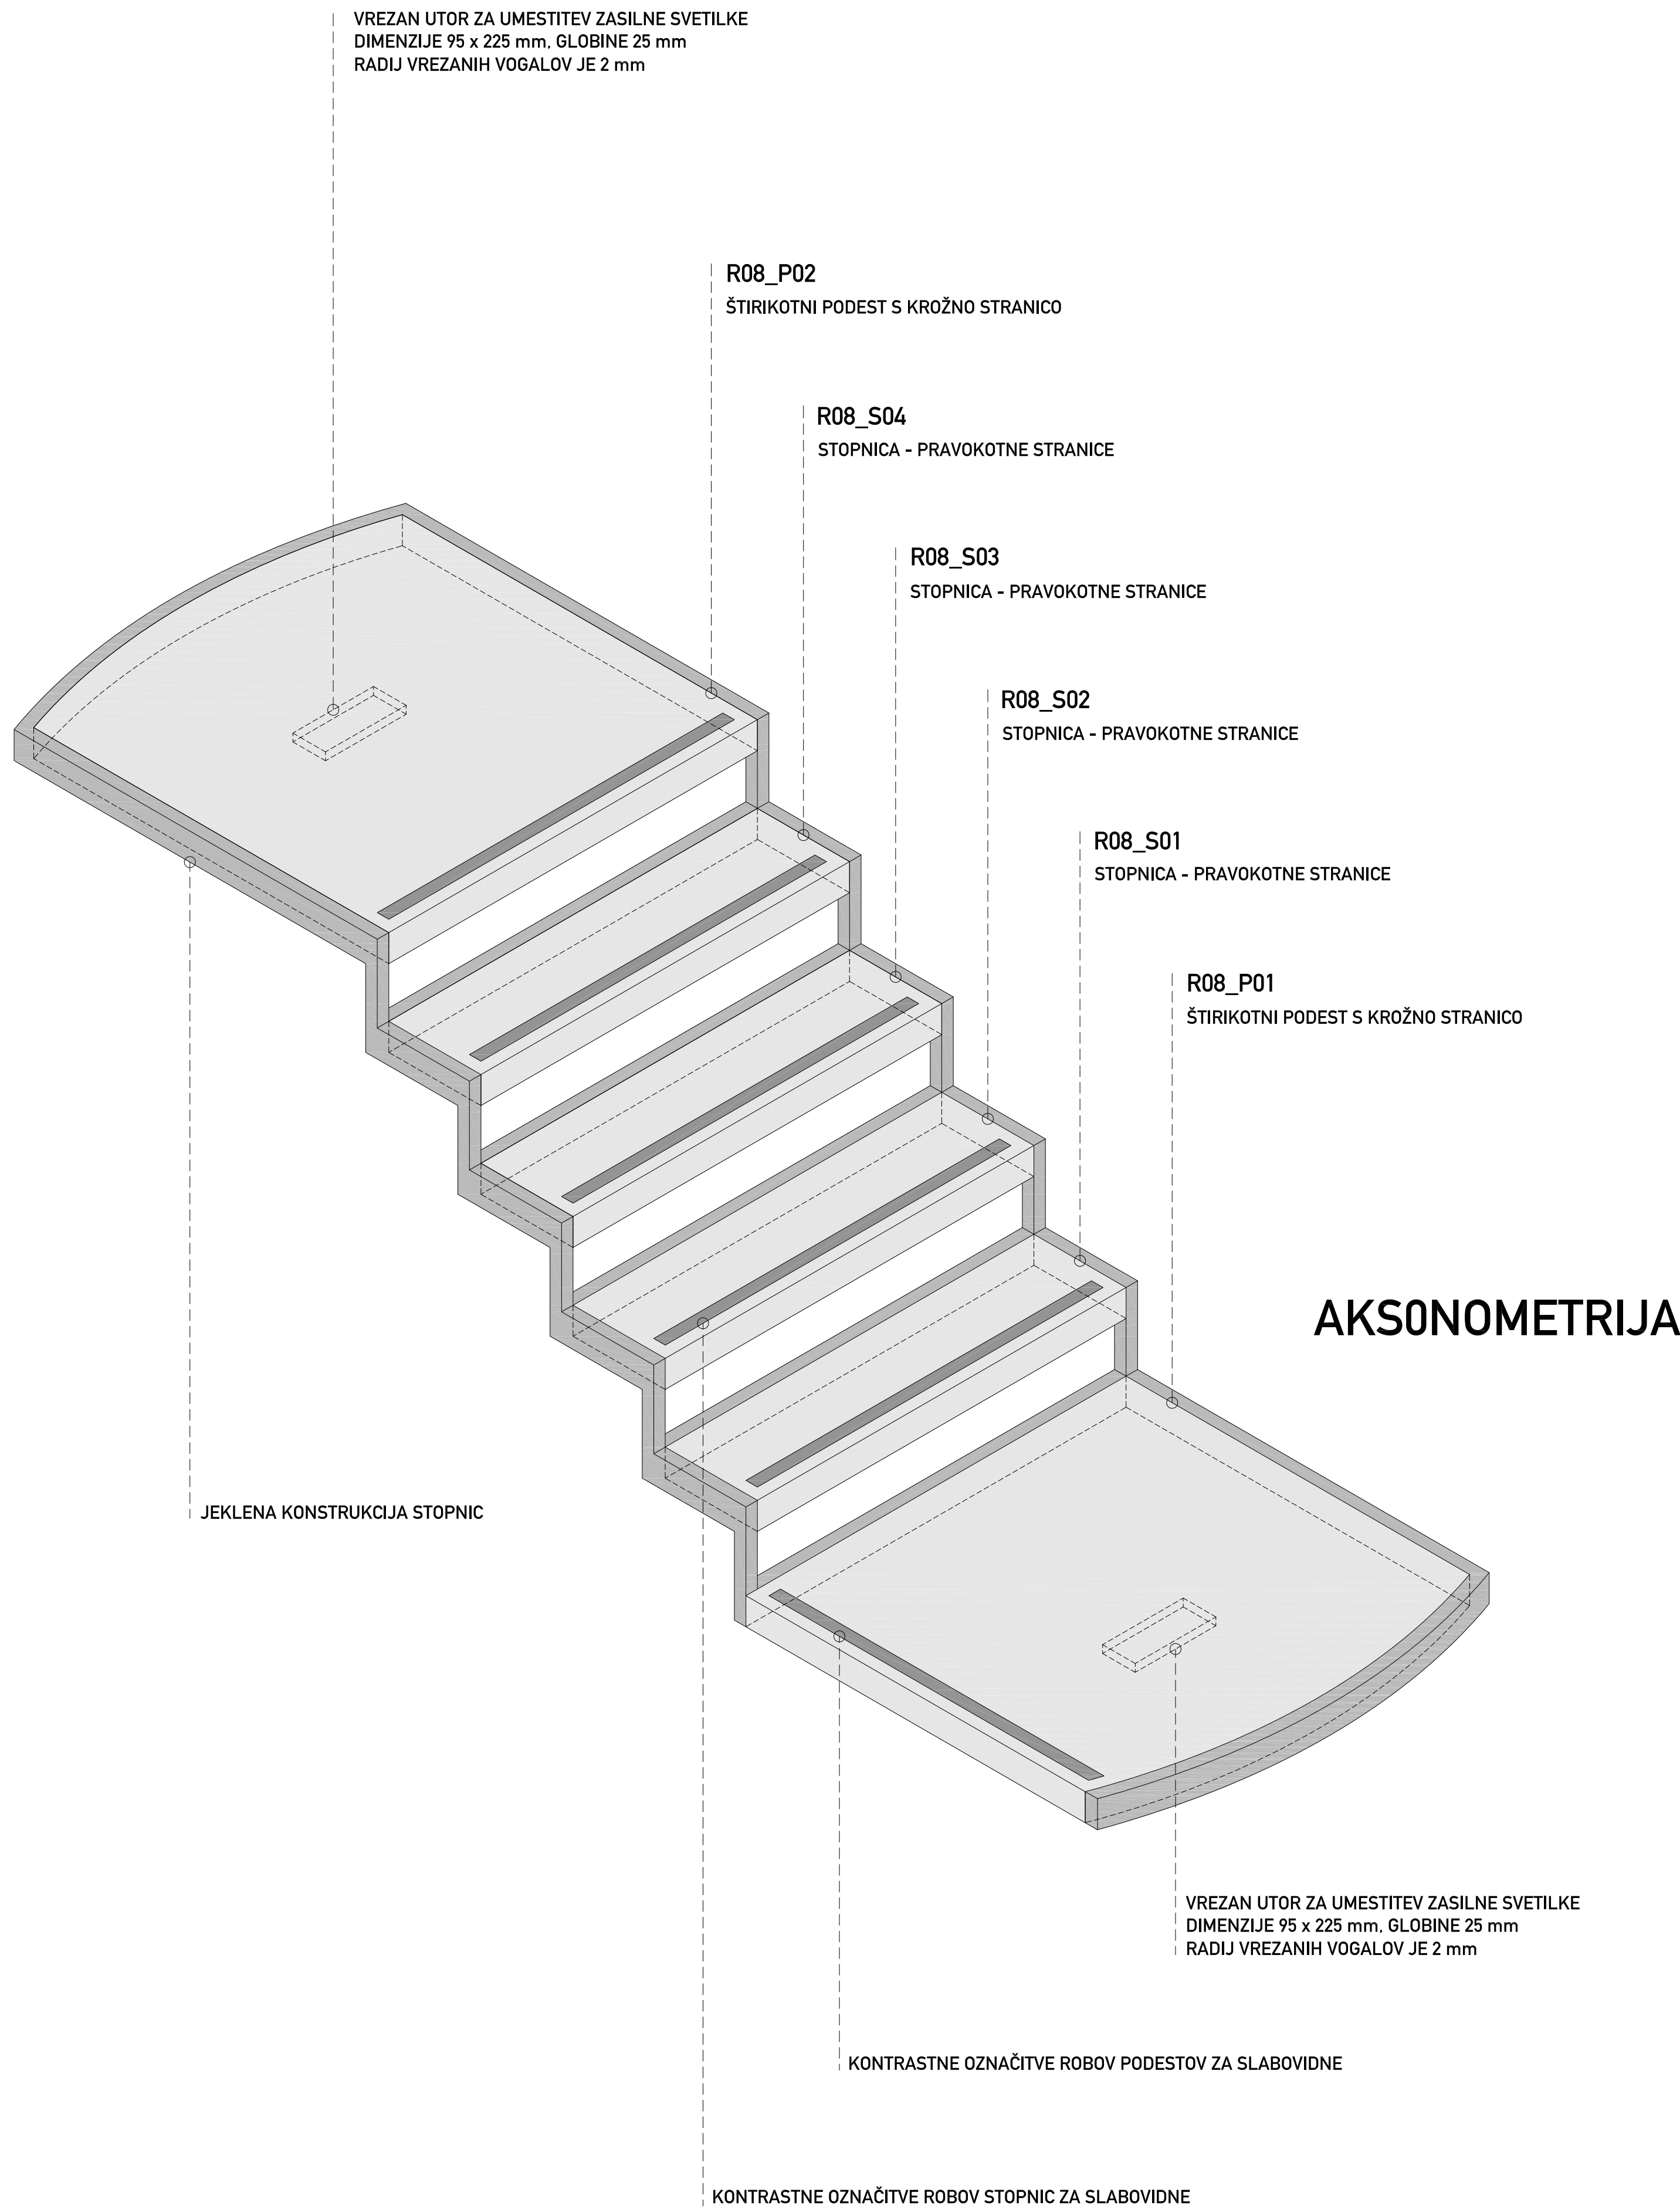 VREZAN UTOR ZA UMESTITEV ZASILNE SVETILKE
DIMENZIJE 95 x 225 mm, GLOBINE 25 mm
RADIJ VREZANIH VOGALOV JE 2 mm
R08_P02
ŠTIRIKOTNI PODEST S KROŽNO STRANICO
R08_S04
STOPNICA - PRAVOKOTNE STRANICE
R08_S03
STOPNICA - PRAVOKOTNE STRANICE
R08_S02
STOPNICA - PRAVOKOTNE STRANICE
R08_S01
STOPNICA - PRAVOKOTNE STRANICE
R08_P01
ŠTIRIKOTNI PODEST S KROŽNO STRANICO
AKS0NOMETRIJA
JEKLENA KONSTRUKCIJA STOPNIC
VREZAN UTOR ZA UMESTITEV ZASILNE SVETILKE
DIMENZIJE 95 x 225 mm, GLOBINE 25 mm
RADIJ VREZANIH VOGALOV JE 2 mm
KONTRASTNE OZNAČITVE ROBOV PODESTOV ZA SLABOVIDNE
KONTRASTNE OZNAČITVE ROBOV STOPNIC ZA SLABOVIDNE